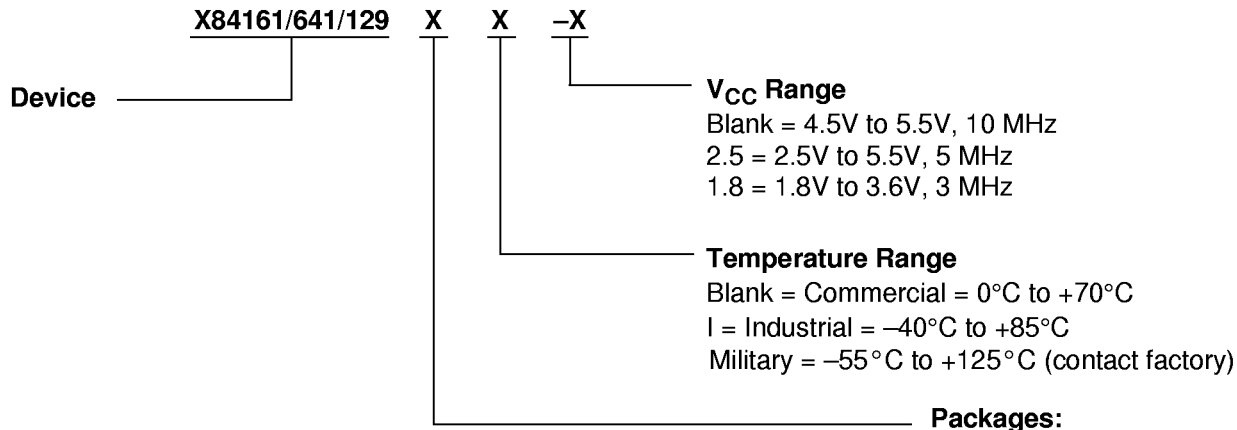 X84161/641/129 X X –X
Device
VCC Range
Blank = 4.5V to 5.5V, 10 MHz
2.5 = 2.5V to 5.5V, 5 MHz
1.8 = 1.8V to 3.6V, 3 MHz
Temperature Range
Blank = Commercial = 0°C to +70°C
I = Industrial = –40°C to +85°C
Military = –55°C to +125°C (contact factory)
Packages: